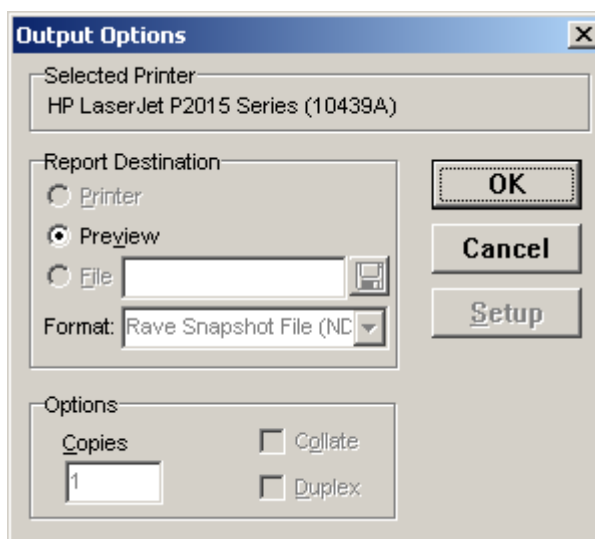 Output Options
Selected Printer
HP LaserJet P2015 Series (10439A)
Report Destination
Printer
Preview
File
Format: Rave Snapshot File (ND
OK
Cancel
Setup
Options
Copies
1
Collate
Duplex